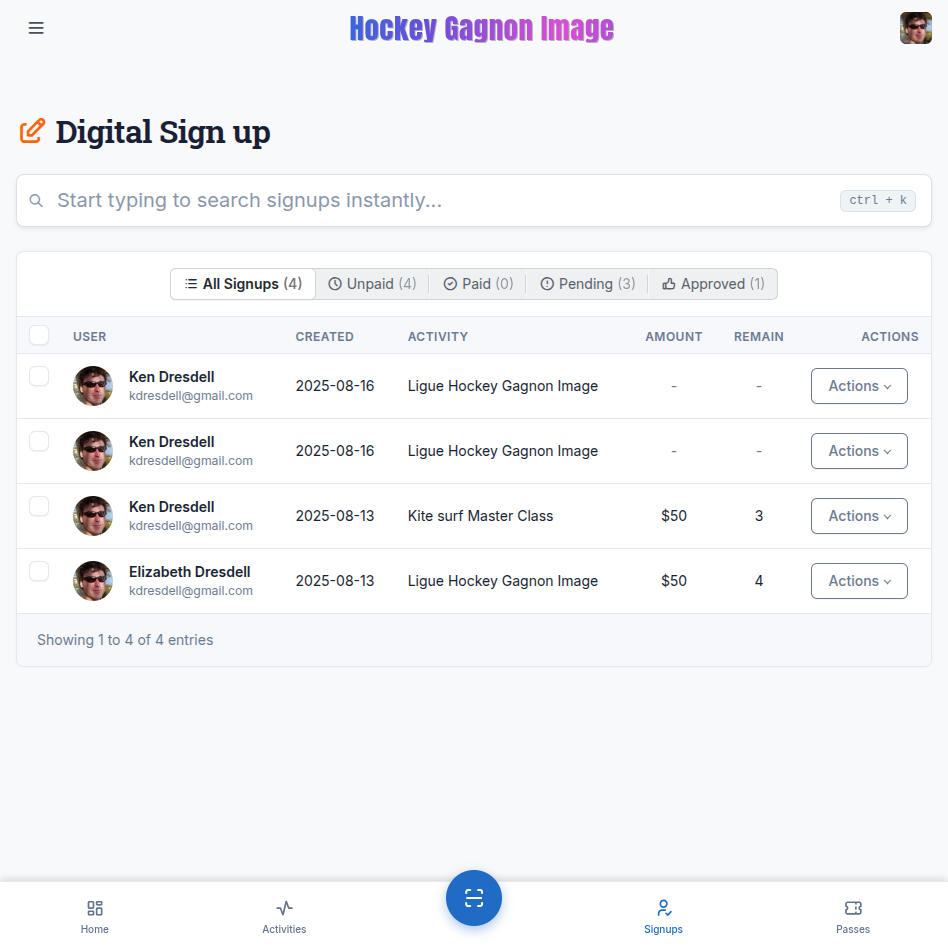 Hockey Gagnon Image
Digital Sign up
Start typing to search signups instantly... ctrl + k
All Signups (4) Unpaid (4) Paid (0) Pending (3) Approved (1)
USER CREATED ACTIVITY AMOUNT REMAIN ACTIONS
Ken Dresdell
kdresdell@gmail.com
2025-08-16 Ligue Hockey Gagnon Image - - Actions
Ken Dresdell
kdresdell@gmail.com
2025-08-16 Ligue Hockey Gagnon Image - - Actions
Ken Dresdell
kdresdell@gmail.com
2025-08-13 Kite surf Master Class $50 3 Actions
Elizabeth Dresdell
kdresdell@gmail.com
2025-08-13 Ligue Hockey Gagnon Image $50 4 Actions
Showing 1 to 4 of 4 entries
Home Activities Signups Passes